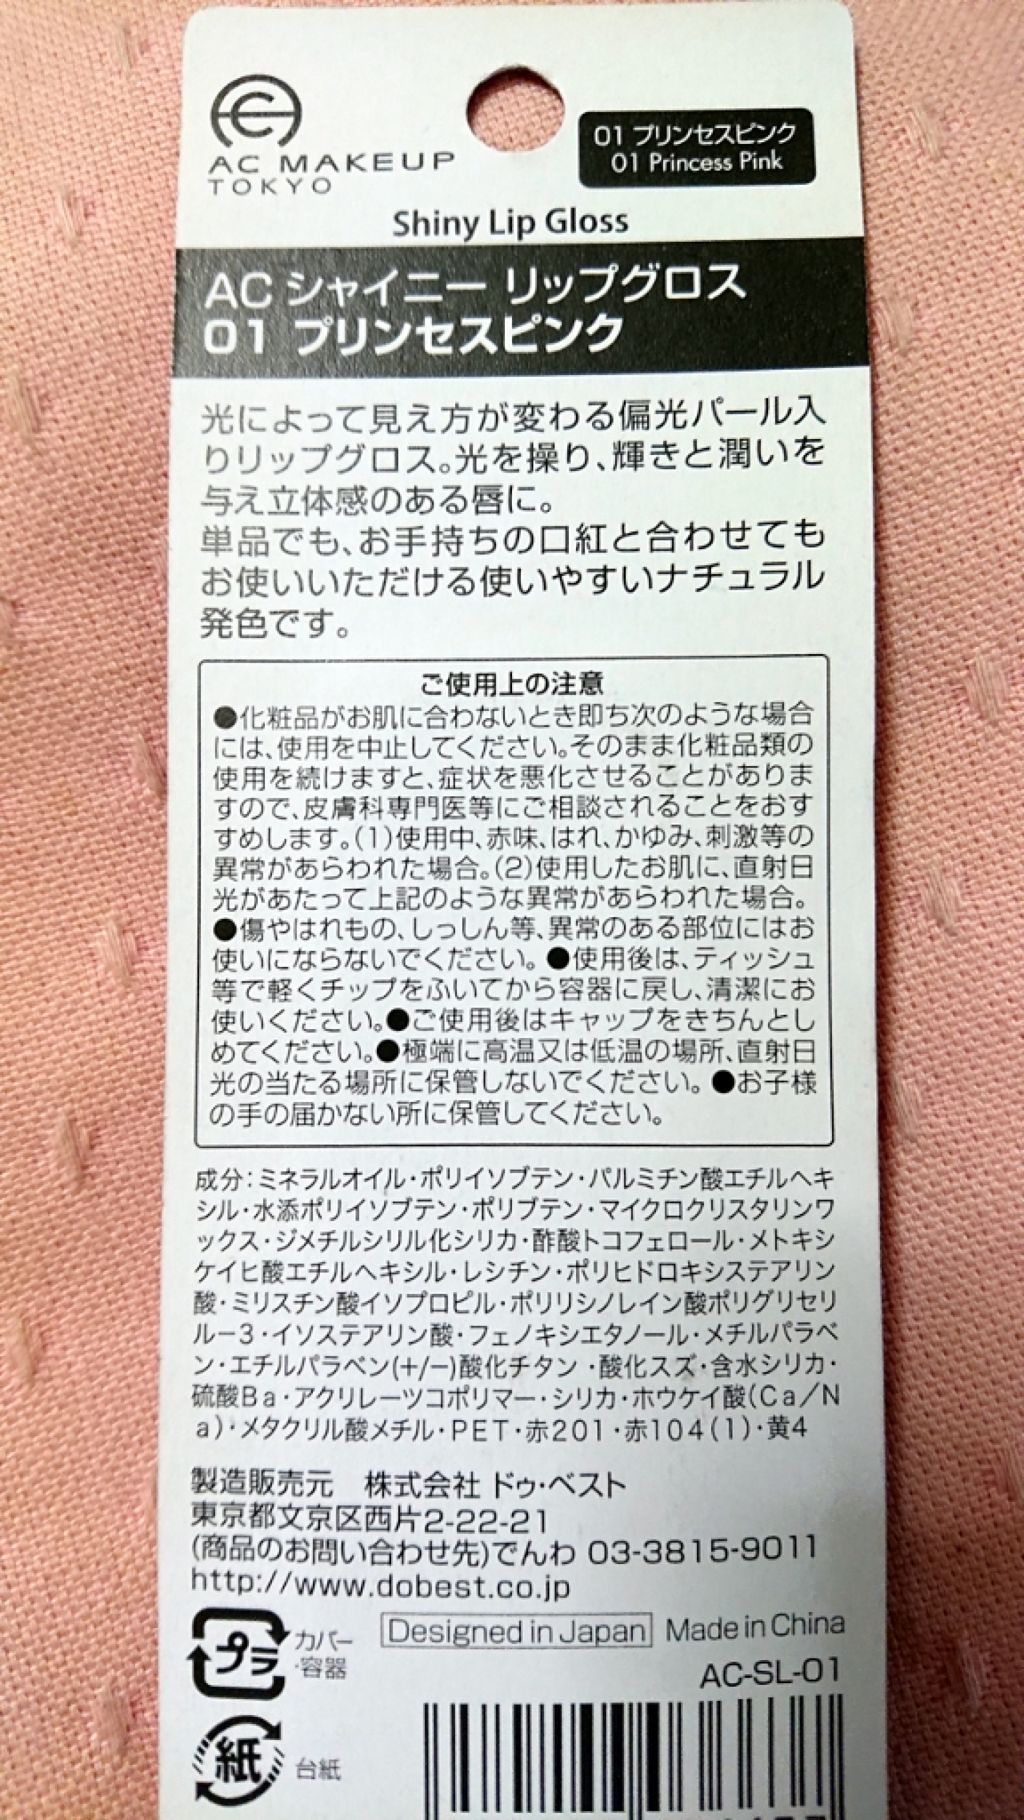 AC MAKEUP
TOKYO
01 プリンセスピンク
01 Princess Pink
Shiny Lip Gloss
AC シャイニー リップグロス
01 プリンセスピンク
光によって見え方が変わる偏光パール入
りリップグロス。光を操り、輝きと潤いを
与え立体感のある唇に。
単品でも、お手持ちの口紅と合わせても
お使いいただける使いやすいナチュラル
発色です。
ご使用上の注意
●化粧品がお肌に合わないとき即ち次のような場合
には、使用を中止してください。そのまま化粧品類の
使用を続けますと、症状を悪化させることがありま
すので、皮膚科専門医等にご相談されることをおす
すめします。(1)使用中、赤味、はれ、かゆみ、刺激等の
異常があらわれた場合。(2)使用したお肌に、直射日
光があたって上記のような異常があらわれた場合。
●傷やはれもの、しっしん等、異常のある部位にはお
使いにならないでください。●使用後は、ティッシュ
等で軽くチップをふいてから容器に戻し、清潔にお
使いください。●ご使用後はキャップをきちんとし
めてください。●極端に高温又は低温の場所、直射日
光の当たる場所に保管しないでください。●お子様
の手の届かない所に保管してください。
成分：ミネラルオイル・ポリイソブテン・パルミチン酸エチルヘキ
シル・水添ポリイソブテン・ポリブテン・マイクロクリスタリンワ
ックス・ジメチルシリル化シリカ・酢酸トコフェロール・メトキシ
ケイヒ酸エチルヘキシル・レシチン・ポリヒドロキシステアリン
酸・ミリスチン酸イソプロピル・ポリリシノレイン酸ポリグリセリ
ル－3・イソステアリン酸・フェノキシエタノール・メチルパラベ
ン・エチルパラベン(+/−)酸化チタン ・酸化スズ・含水シリカ・
硫酸Ba・アクリレーツコポリマー・シリカ・ホウケイ酸(Ca／N
a)・メタクリル酸メチル・PET・赤201・赤104(1)・黄4
製造販売元　株式会社 ドゥ・ベスト
東京都文京区西片2-22-21
(商品のお問い合わせ先)でんわ 03-3815-9011
http://www.dobest.co.jp
プラ
カバー
・容器
Designed in Japan Made in China
AC-SL-01
紙
台紙